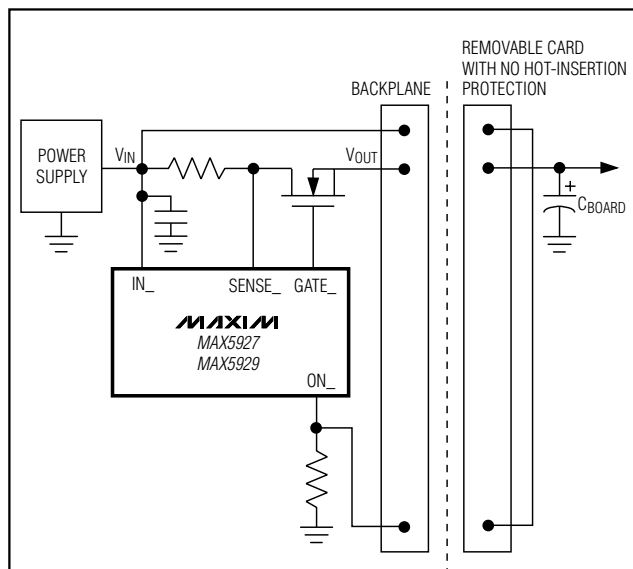 REMOVABLE CARD
WITH NO HOT-INSERTION
PROTECTION
BACKPLANE
POWER
SUPPLY
VIN
VOUT
+
CBOARD
IN_
SENSE_
GATE_
MAXIM
MAX5927
MAX5929
ON_